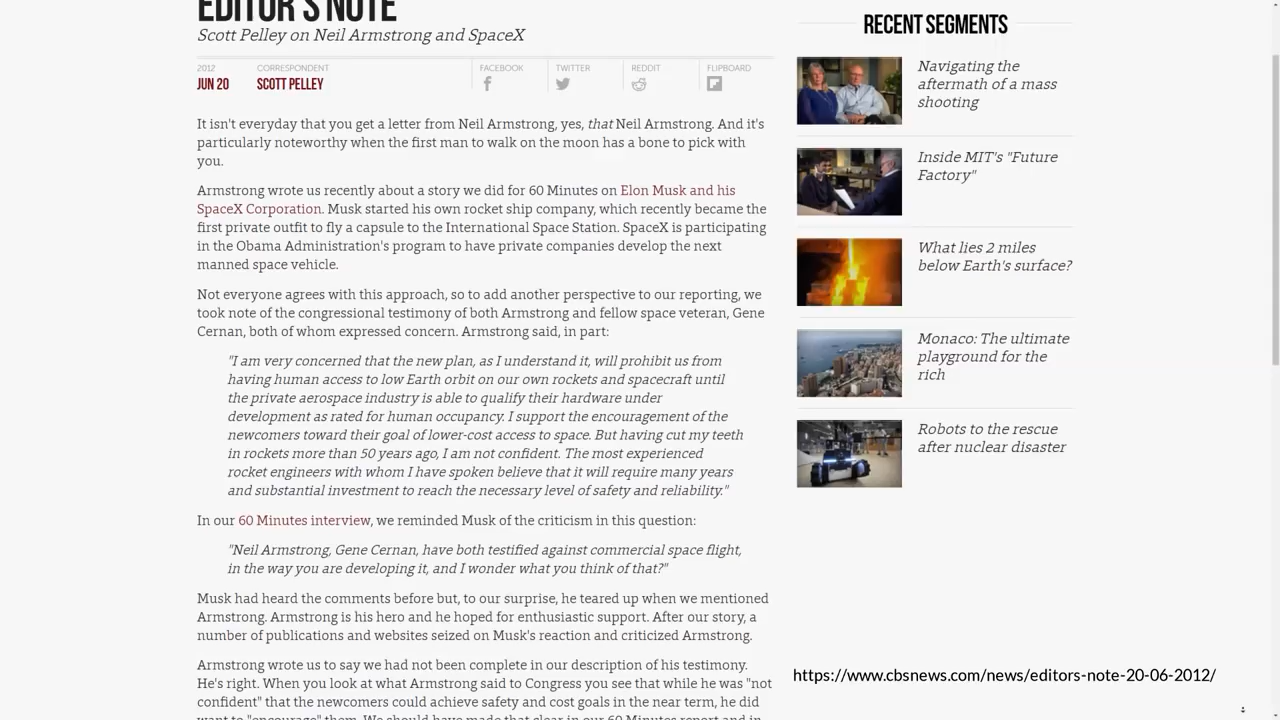 EDITOR'S NOTE
Scott Pelley on Neil Armstrong and SpaceX
2012
JUN 20
CORRESPONDENT
SCOTT PELLEY
FACEBOOK
TWITTER
REDDIT
FLIPBOARD
It isn't everyday that you get a letter from Neil Armstrong, yes, that Neil Armstrong. And it's
particularly noteworthy when the first man to walk on the moon has a bone to pick with
you.
Armstrong wrote us recently about a story we did for 60 Minutes on Elon Musk and his
SpaceX Corporation. Musk started his own rocket ship company, which recently became the
first private outfit to fly a capsule to the International Space Station. SpaceX is participating
in the Obama Administration's program to have private companies develop the next
manned space vehicle.
Not everyone agrees with this approach, so to add another perspective to our reporting, we
took note of the congressional testimony of both Armstrong and fellow space veteran, Gene
Cernan, both of whom expressed concern. Armstrong said, in part:
"I am very concerned that the new plan, as I understand it, will prohibit us from
having human access to low Earth orbit on our own rockets and spacecraft until
the private aerospace industry is able to qualify their hardware under
development as rated for human occupancy. I support the encouragement of the
newcomers toward their goal of lower-cost access to space. But having cut my teeth
in rockets more than 50 years ago, I am not confident. The most experienced
rocket engineers with whom I have spoken believe that it will require many years
and substantial investment to reach the necessary level of safety and reliability."
In our 60 Minutes interview, we reminded Musk of the criticism in this question:
"Neil Armstrong, Gene Cernan, have both testified against commercial space flight,
in the way you are developing it, and I wonder what you think of that?"
Musk had heard the comments before but, to our surprise, he teared up when we mentioned
Armstrong. Armstrong is his hero and he hoped for enthusiastic support. After our story, a
number of publications and websites seized on Musk's reaction and criticized Armstrong.
Armstrong wrote us to say we had not been complete in our description of his testimony.
He's right. When you look at what Armstrong said to Congress you see that while he was "not
confident" that the newcomers could achieve safety and cost goals in the near term, he did
want to "encourage" them. We should have made that clear in our 60 Minutes report and in
RECENT SEGMENTS
Navigating the
aftermath of a mass
shooting
Inside MIT's "Future
Factory"
What lies 2 miles
below Earth's surface?
Monaco: The ultimate
playground for the
rich
Robots to the rescue
after nuclear disaster
https://www.cbsnews.com/news/editors-note-20-06-2012/